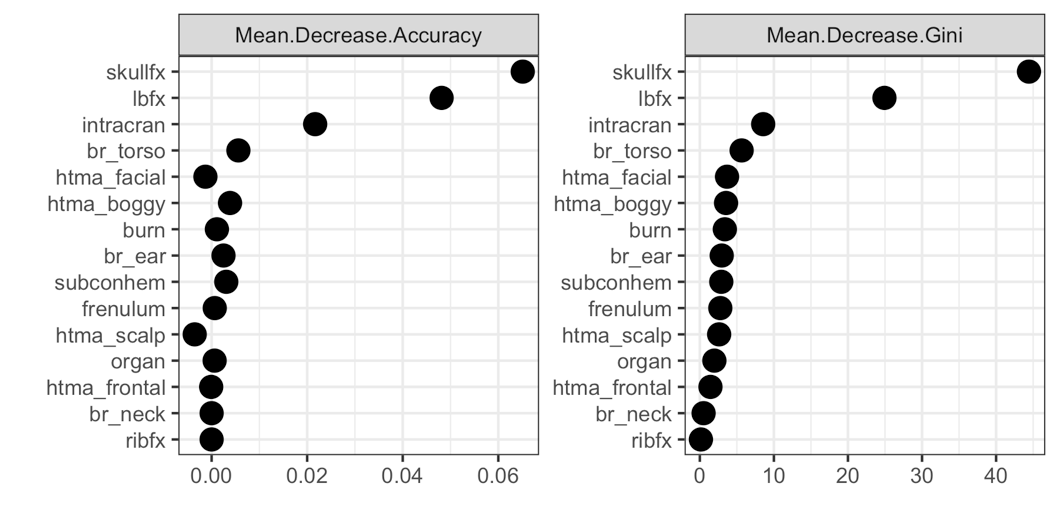 Mean.Decrease.Accuracy
skullfx
lbfx
intracran
br_torso
htma_facial
htma_boggy
burn
br_ear
subconhem
frenulum
htma_scalp
organ
htma_frontal
br_neck
ribfx
0.00 0.02 0.04 0.06
Mean.Decrease.Gini
skullfx
lbfx
intracran
br_torso
htma_facial
htma_boggy
burn
br_ear
subconhem
frenulum
htma_scalp
organ
htma_frontal
br_neck
ribfx
0 10 20 30 40